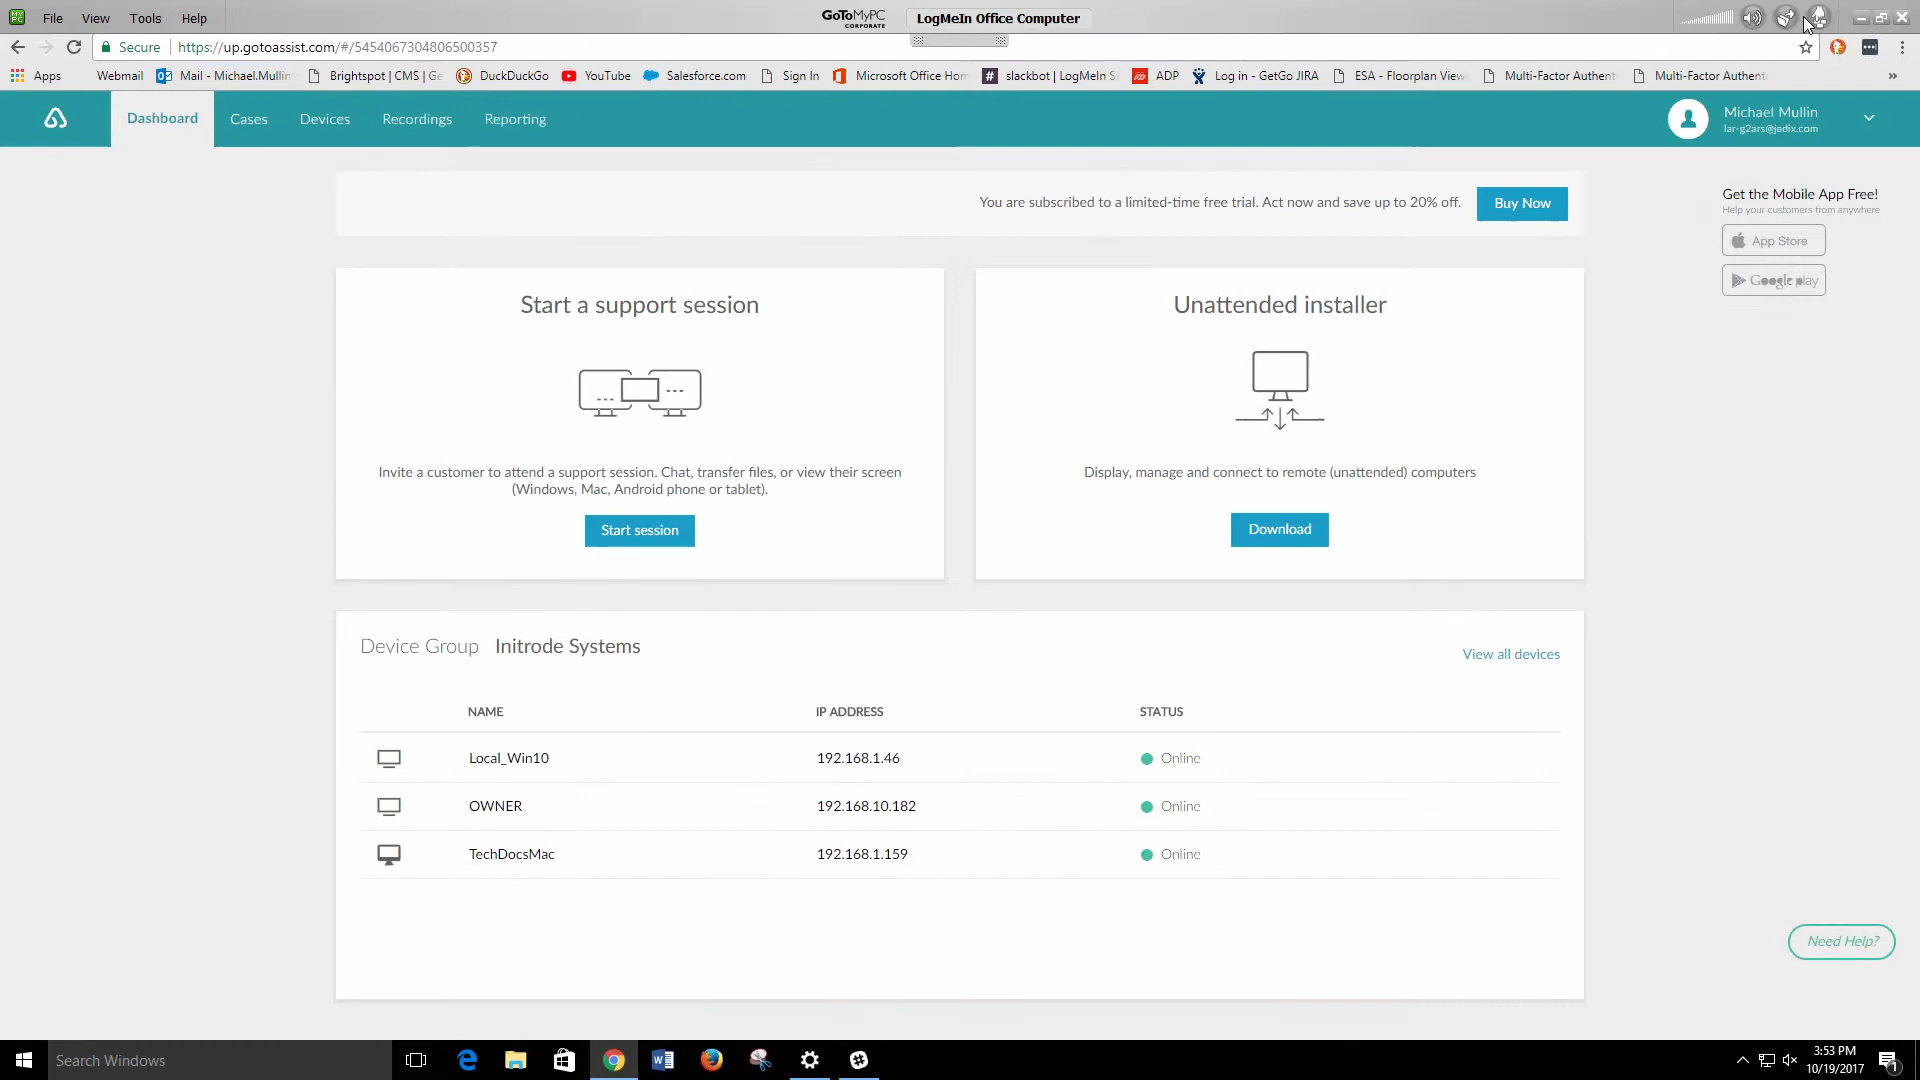 MY PC
File View Tools Help
GoToMyPC CORPORATE
LogMeIn Office Computer
Secure https://up.gotoassist.com/#/5454067304806500357
Apps Webmail Mail - Michael.Mullin Brightspot | CMS | Ge DuckDuckGo YouTube Salesforce.com Sign In Microsoft Office Hom slackbot | LogMeIn S ADP Log in - GetGo JIRA ESA - Floorplan View Multi-Factor Authent Multi-Factor Authent »
Dashboard Cases Devices Recordings Reporting
Michael Mullin
lar-g2ars@jedix.com
You are subscribed to a limited-time free trial. Act now and save up to 20% off. Buy Now
Get the Mobile App Free!
Help your customers from anywhere
App Store
Google play
Start a support session
Invite a customer to attend a support session. Chat, transfer files, or view their screen
(Windows, Mac, Android phone or tablet).
Start session
Unattended installer
Display, manage and connect to remote (unattended) computers
Download
Device Group Initrode Systems
View all devices
NAME IP ADDRESS STATUS
Local_Win10 192.168.1.46 Online
OWNER 192.168.10.182 Online
TechDocsMac 192.168.1.159 Online
Need Help?
Search Windows
3:53 PM
10/19/2017
1